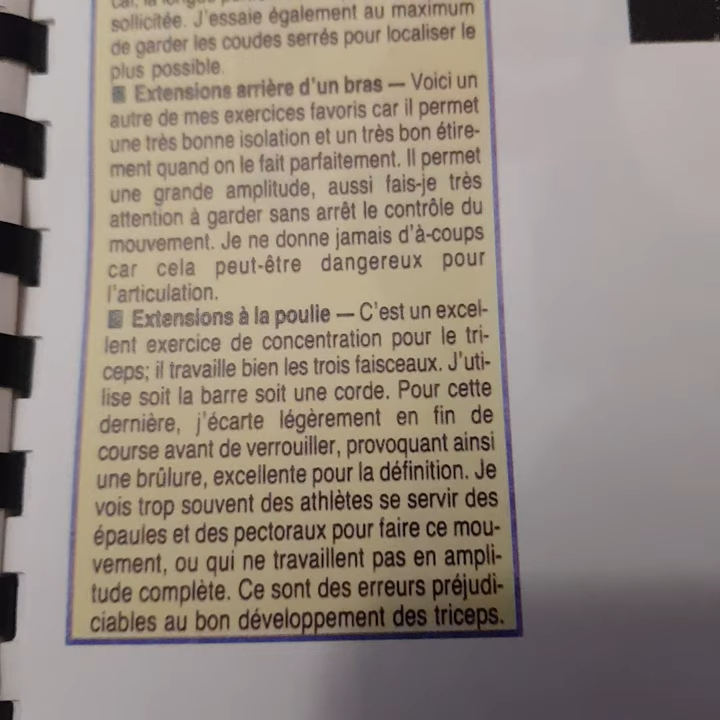 car, la longue
sollicitée. J'essaie également au maximum
de garder les coudes serrés pour localiser le
plus possible.
Extensions arrière d'un bras — Voici un
autre de mes exercices favoris car il permet
une très bonne isolation et un très bon étire-
ment quand on le fait parfaitement. Il permet
une grande amplitude, aussi fais-je très
attention à garder sans arrêt le contrôle du
mouvement. Je ne donne jamais d'à-coups
car cela peut-être dangereux pour
l'articulation.
Extensions à la poulie — C'est un excel-
lent exercice de concentration pour le tri-
ceps; il travaille bien les trois faisceaux. J'uti-
lise soit la barre soit une corde. Pour cette
dernière, j'écarte légèrement en fin de
course avant de verrouiller, provoquant ainsi
une brûlure, excellente pour la définition. Je
vois trop souvent des athlètes se servir des
épaules et des pectoraux pour faire ce mou-
vement, ou qui ne travaillent pas en ampli-
tude complète. Ce sont des erreurs préjudi-
ciables au bon développement des triceps.